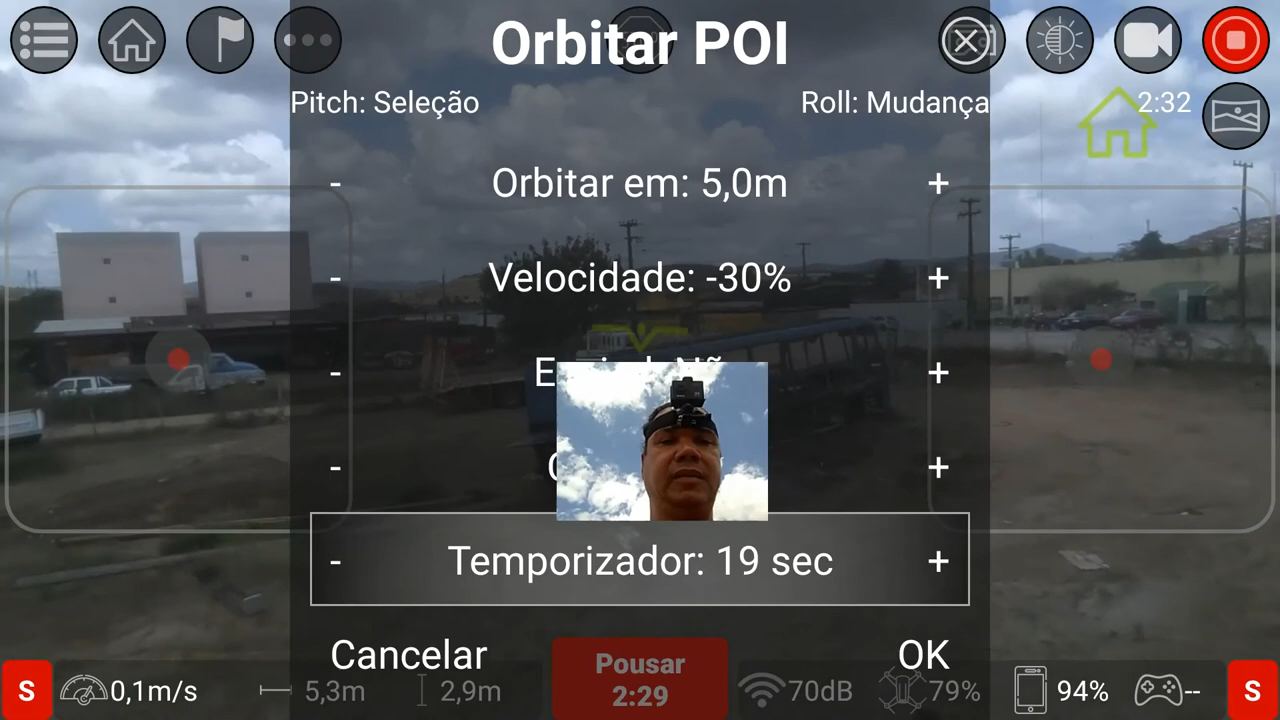 Orbitar POI
Pitch: Seleção
Roll: Mudança
2:32
- Orbitar em: 5,0m +
- Velocidade: -30% +
- +
- +
- Temporizador: 19 sec +
Cancelar
OK
S
0,1m/s
5,3m
2,9m
Pousar
2:29
70dB
79%
94%
--
S